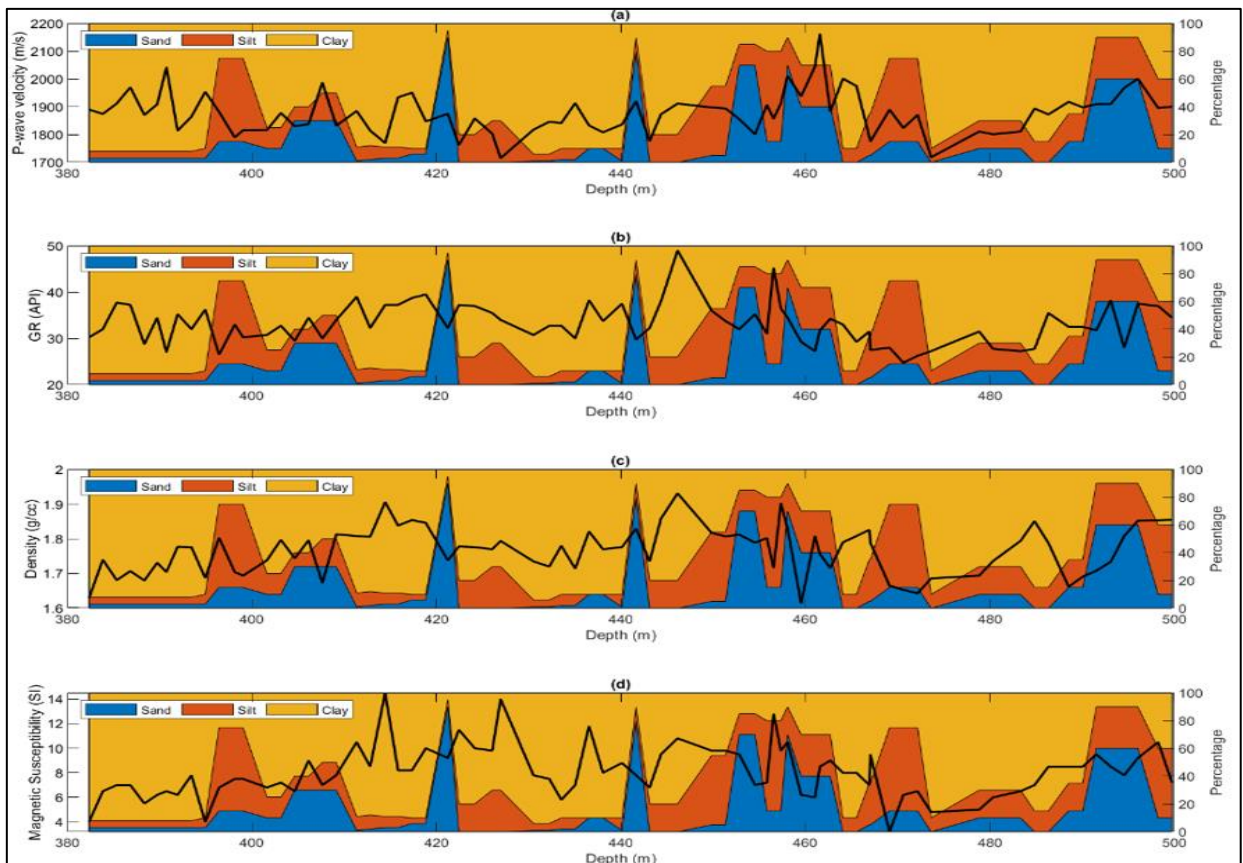 (a)
Sand Silt Clay
P-wave velocity (m/s)
2200
2100
2000
1900
1800
1700
100
80
60
40
20
0
Percentage
380 400 420 440 460 480 500
Depth (m)
(b)
Sand Silt Clay
GR (API)
50
40
30
20
100
80
60
40
20
0
Percentage
380 400 420 440 460 480 500
Depth (m)
(c)
Sand Silt Clay
Density (g/cc)
2
1.9
1.8
1.7
1.6
100
80
60
40
20
0
Percentage
380 400 420 440 460 480 500
Depth (m)
(d)
Sand Silt Clay
Magnetic Susceptibility (SI)
14
12
10
8
6
4
100
80
60
40
20
0
Percentage
380 400 420 440 460 480 500
Depth (m)